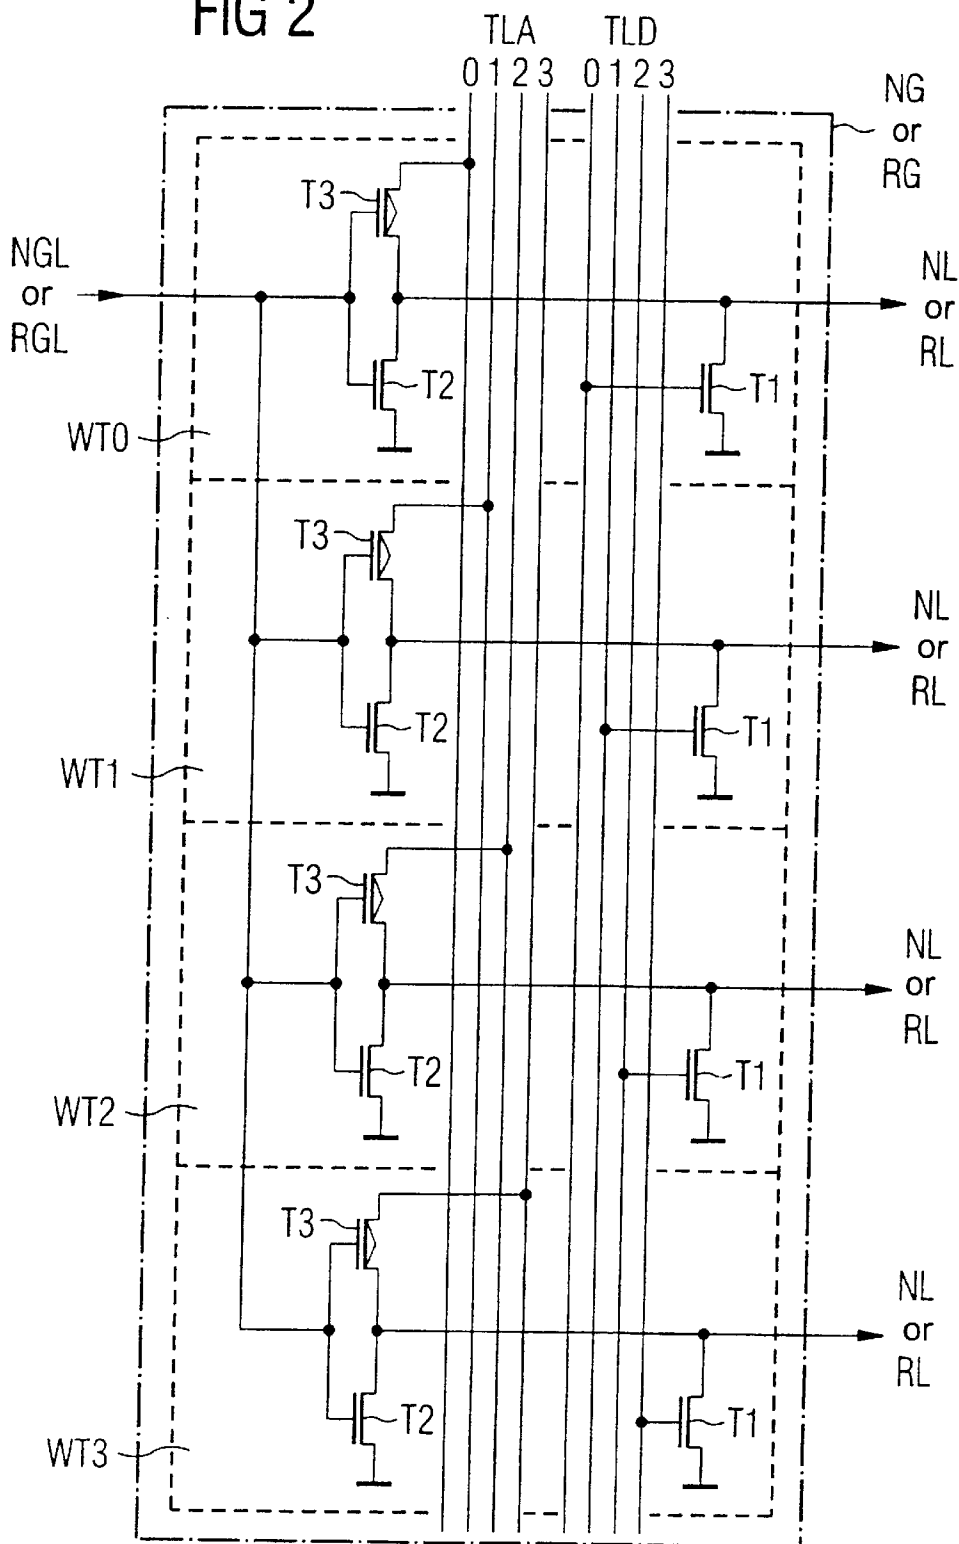 FIG 2
TLA TLD
0 1 2 3 0 1 2 3
NG
or
RG
T3
NGL
or
RGL
NL
or
RL
T2
T1
WT0
T3
NL
or
RL
T2
T1
WT1
T3
NL
or
RL
T2
T1
WT2
T3
NL
or
RL
T2
T1
WT3